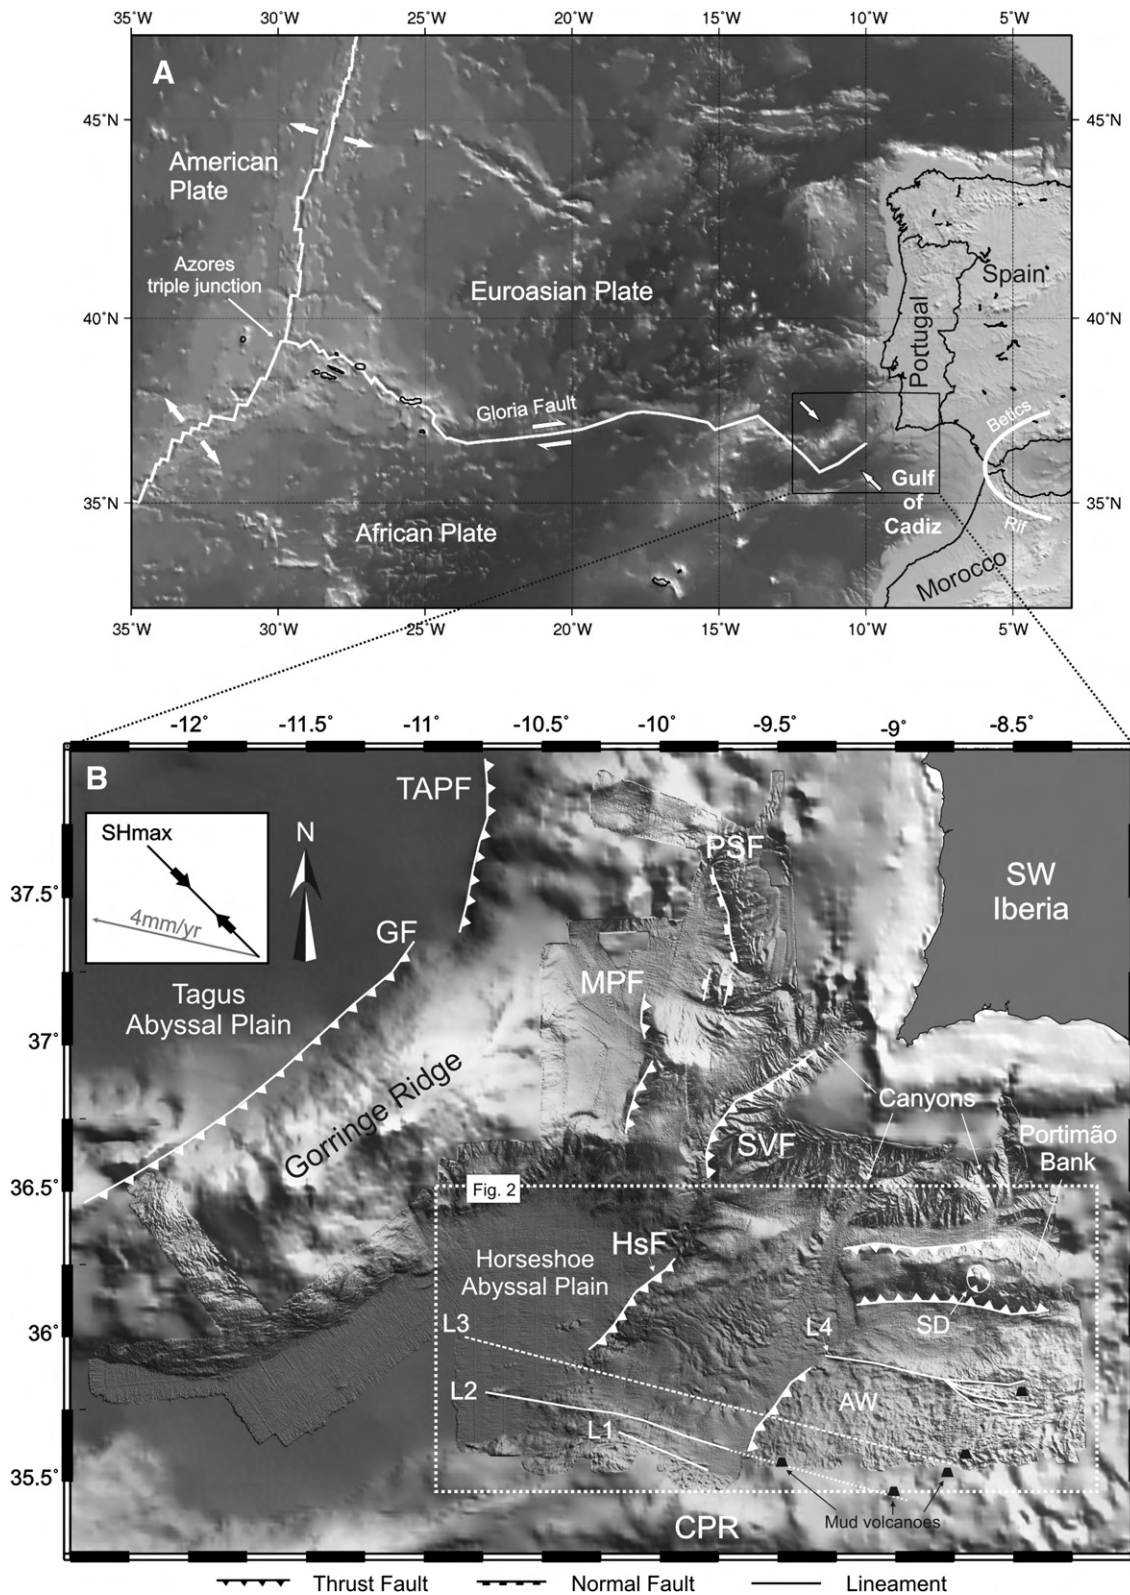 35°W 30°W 25°W 20°W 15°W 10°W 5°W
A
45°N 45°N
American
Plate
Azores
triple junction
Euroasian Plate
Spain
Portugal
40°N 40°N
Gloria Fault
Betics
Gulf
of
Cadiz
35°N 35°N
African Plate
Rif
Morocco
35°W 30°W 25°W 20°W 15°W 10°W 5°W
-12° -11.5° -11° -10.5° -10° -9.5° -9° -8.5°
B
TAPF
SHmax
N
4mm/yr
PSF
SW
Iberia
37.5°
GF
MPF
Tagus
Abyssal Plain
37°
Gorringe Ridge
Canyons
SVF
Portimão
Bank
36.5°
Fig. 2
HsF
Horseshoe
Abyssal Plain
SD
36°
L3
L4
L2
AW
L1
35.5°
Mud volcanoes
CPR
Thrust Fault Normal Fault Lineament